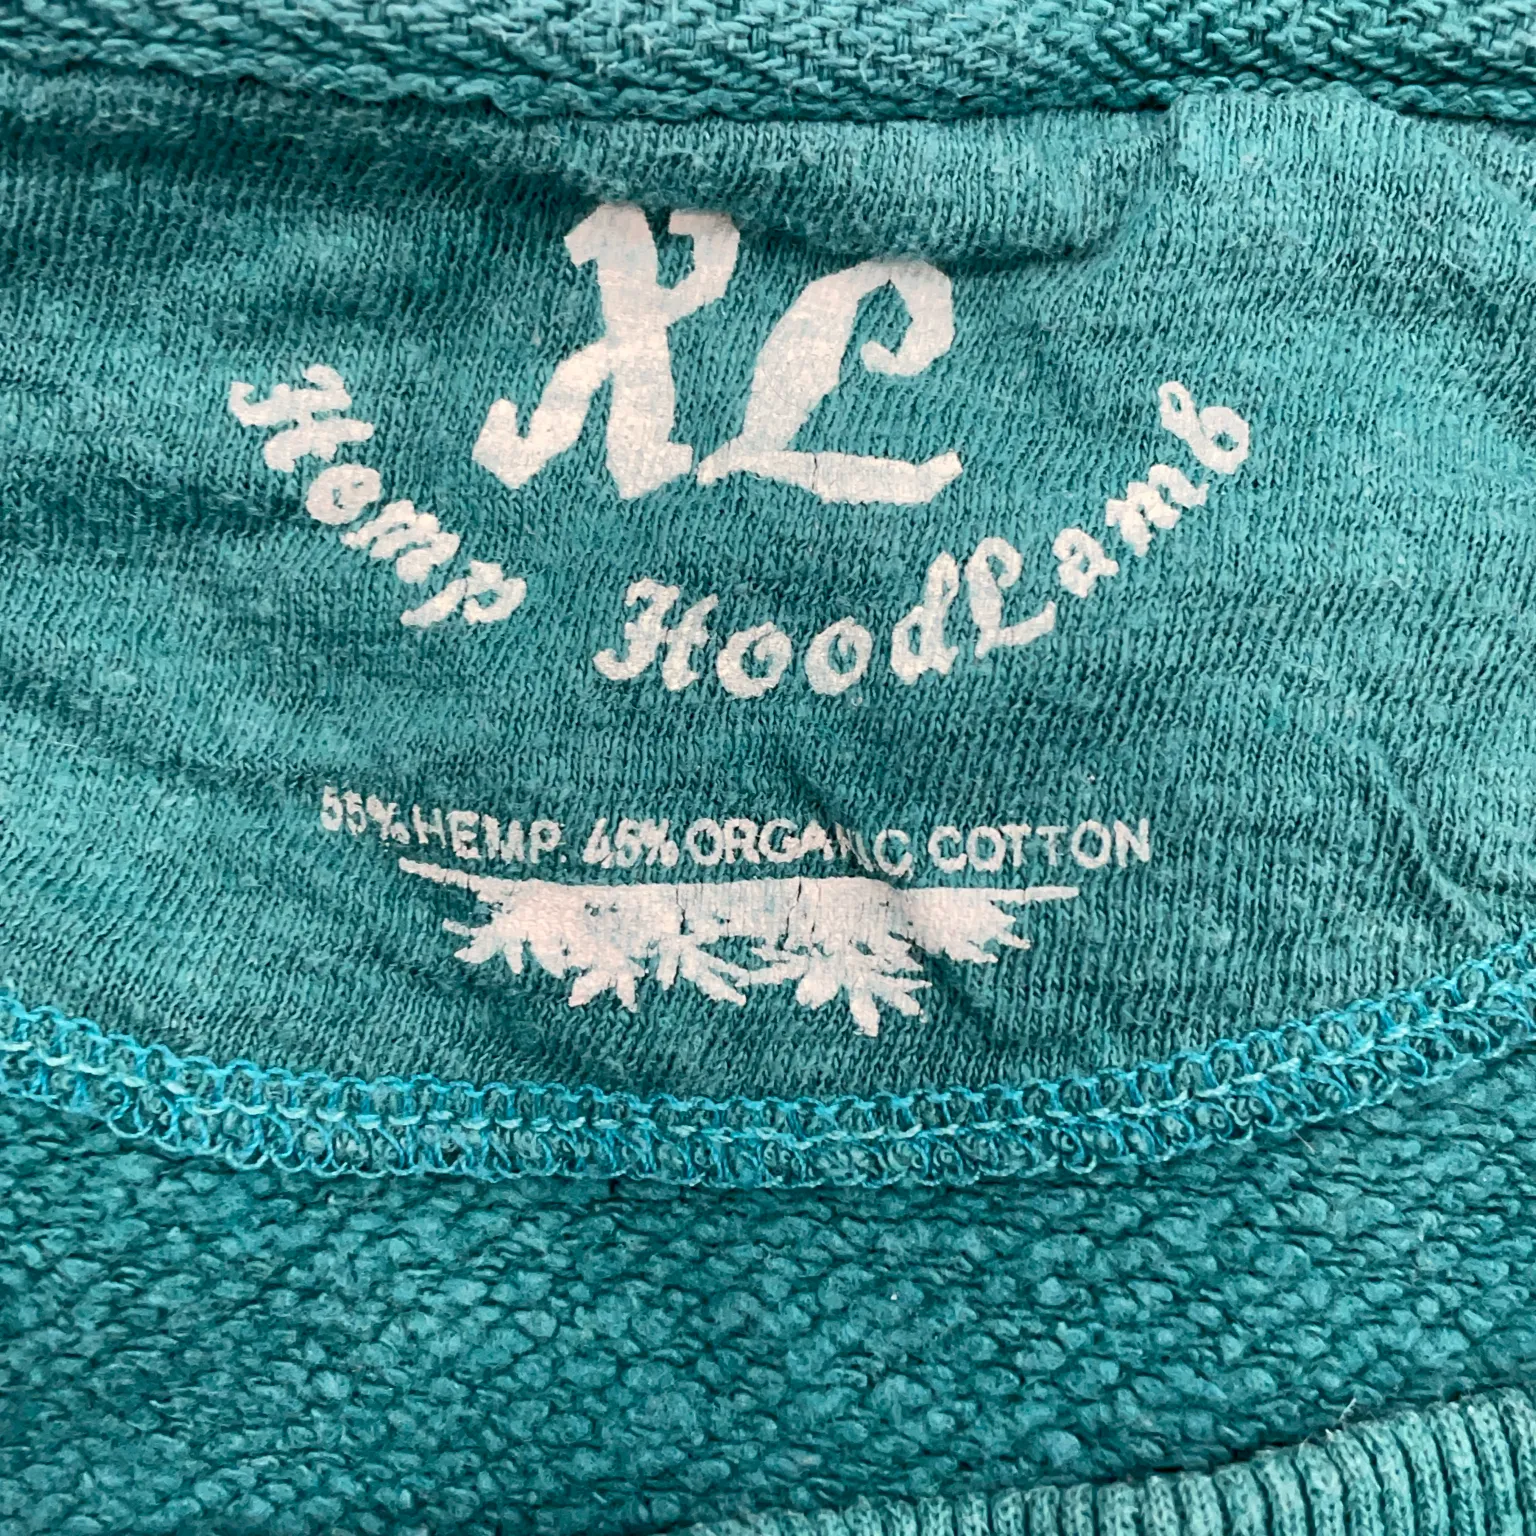 XL
Hemp HoodLamb
55% HEMP. 45% ORGANIC COTTON